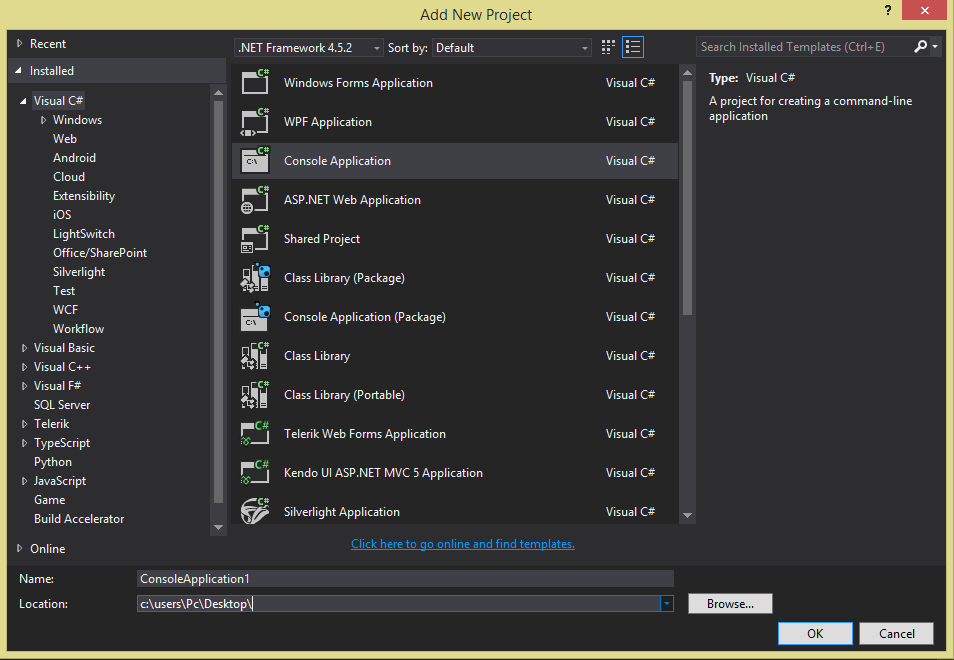 Add New Project
?
Recent
Installed
Visual C#
Windows
Web
Android
Cloud
Extensibility
iOS
LightSwitch
Office/SharePoint
Silverlight
Test
WCF
Workflow
Visual Basic
Visual C++
Visual F#
SQL Server
Telerik
TypeScript
Python
JavaScript
Game
Build Accelerator
Online
.NET Framework 4.5.2 Sort by: Default
Windows Forms Application Visual C#
WPF Application Visual C#
Console Application Visual C#
ASP.NET Web Application Visual C#
Shared Project Visual C#
Class Library (Package) Visual C#
Console Application (Package) Visual C#
Class Library Visual C#
Class Library (Portable) Visual C#
Telerik Web Forms Application Visual C#
Kendo UI ASP.NET MVC 5 Application Visual C#
Silverlight Application Visual C#
Click here to go online and find templates.
Search Installed Templates (Ctrl+E)
Type: Visual C#
A project for creating a command-line
application
Name: ConsoleApplication1
Location: c:\users\Pc\Desktop\
Browse...
OK Cancel